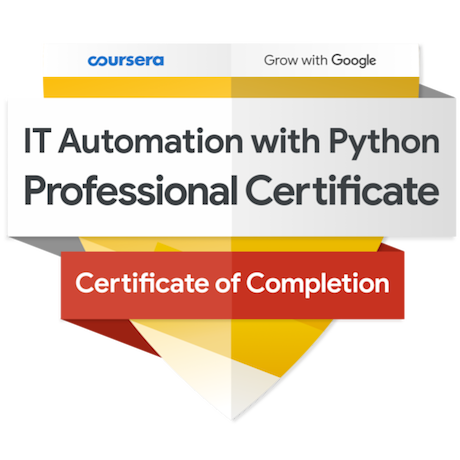 coursera
Grow with Google
IT Automation with Python
Professional Certificate
Certificate of Completion